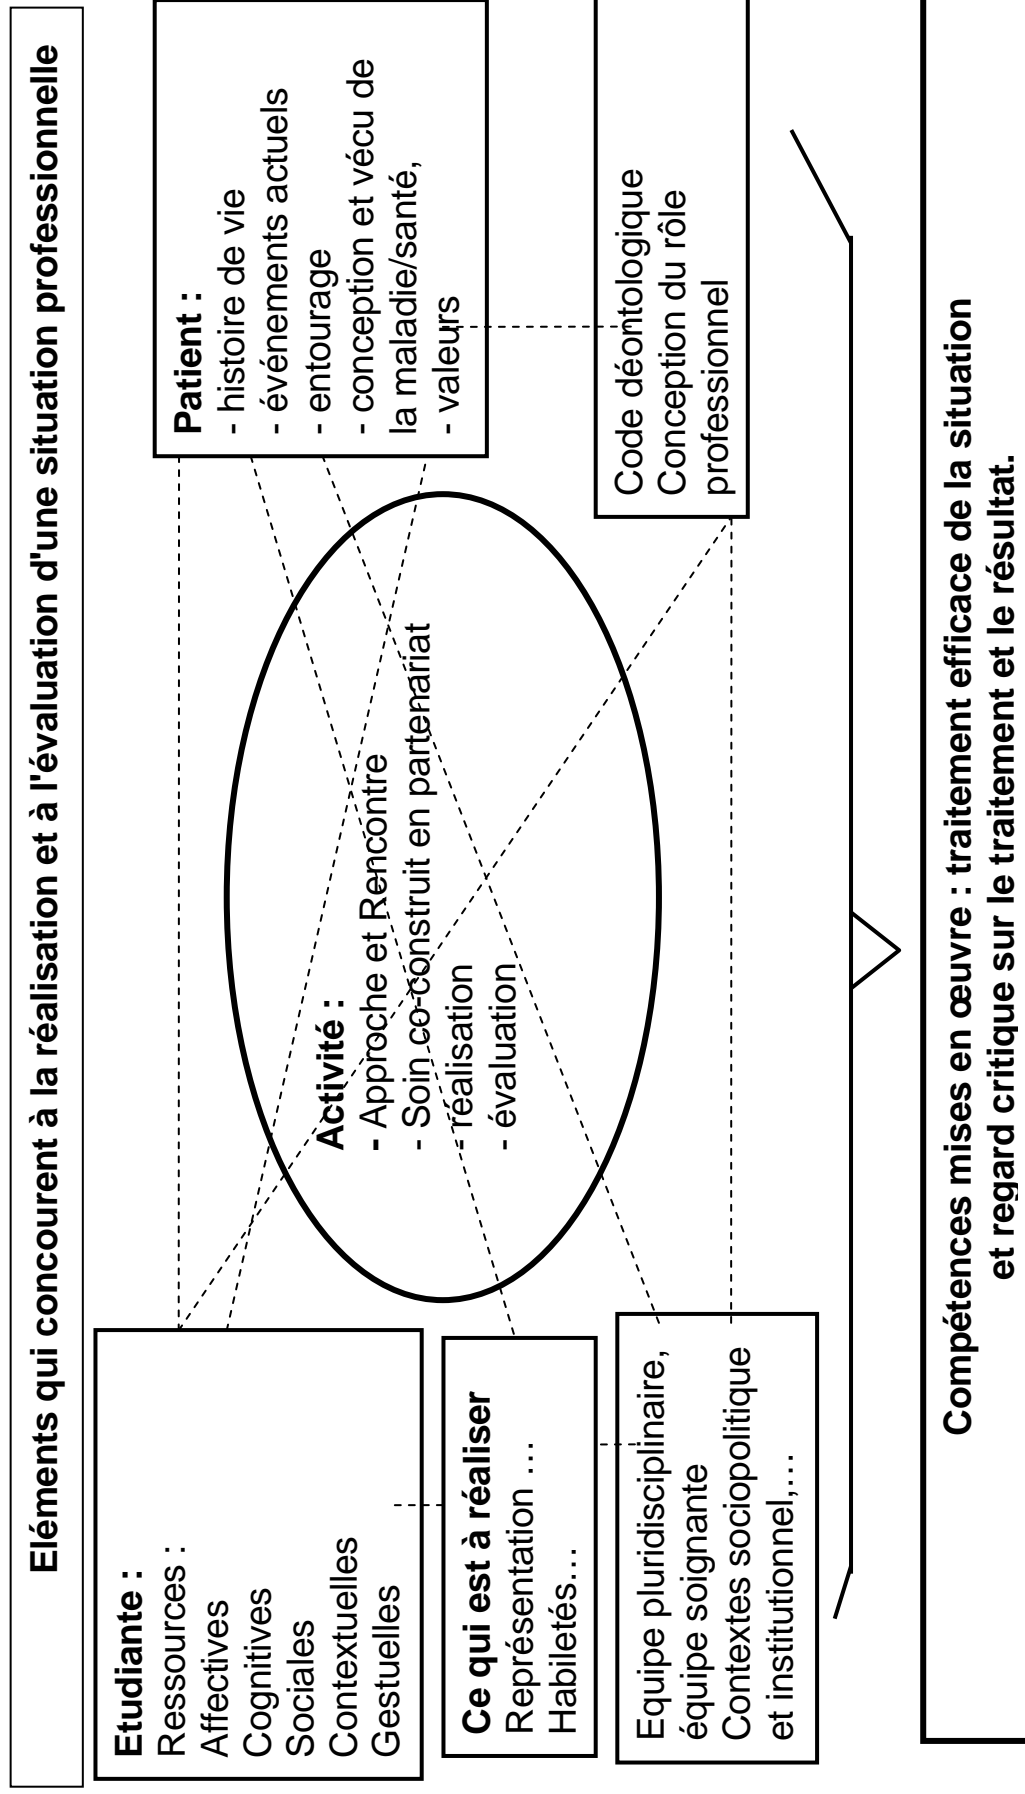 Eléments qui concourent à la réalisation et à l'évaluation d'une situation professionnelle
Etudiante :
Ressources :
Affectives
Cognitives
Sociales
Contextuelles
Gestuelles
Ce qui est à réaliser
Représentation …
Habiletés…
Equipe pluridisciplinaire,
équipe soignante
Contextes sociopolitique
et institutionnel,…
Activité :
- Approche et Rencontre
- Soin co-construit en partenariat
- réalisation
- évaluation
Patient :
- histoire de vie
- événements actuels
- entourage
- conception et vécu de
la maladie/santé,
- valeurs
Code déontologique
Conception du rôle
professionnel
Compétences mises en œuvre : traitement efficace de la situation
et regard critique sur le traitement et le résultat.